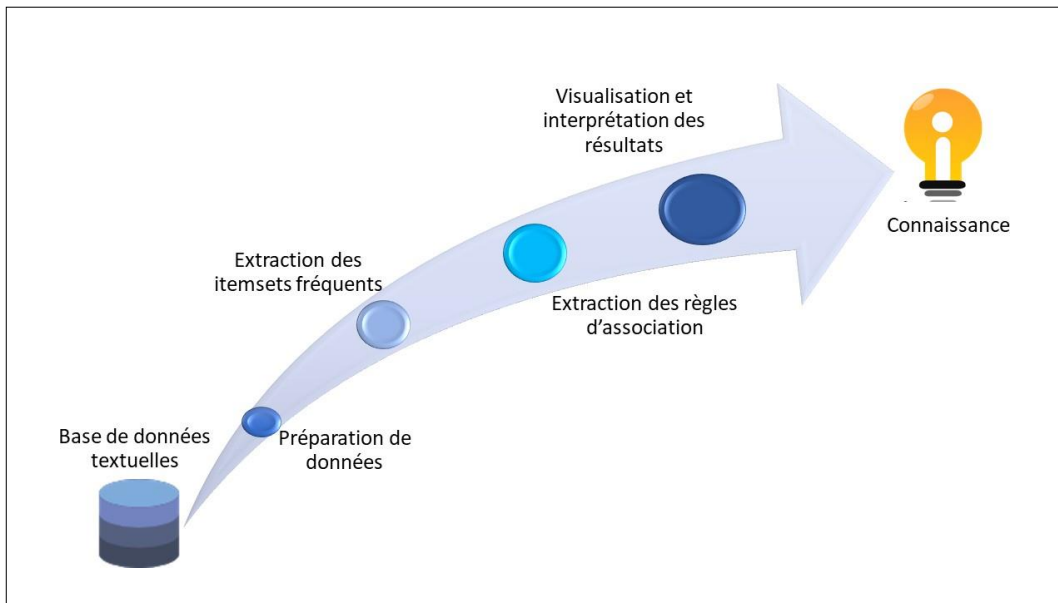 Base de données
textuelles
Préparation de
données
Extraction des
itemsets fréquents
Extraction des règles
d'association
Visualisation et
interprétation des
résultats
Connaissance